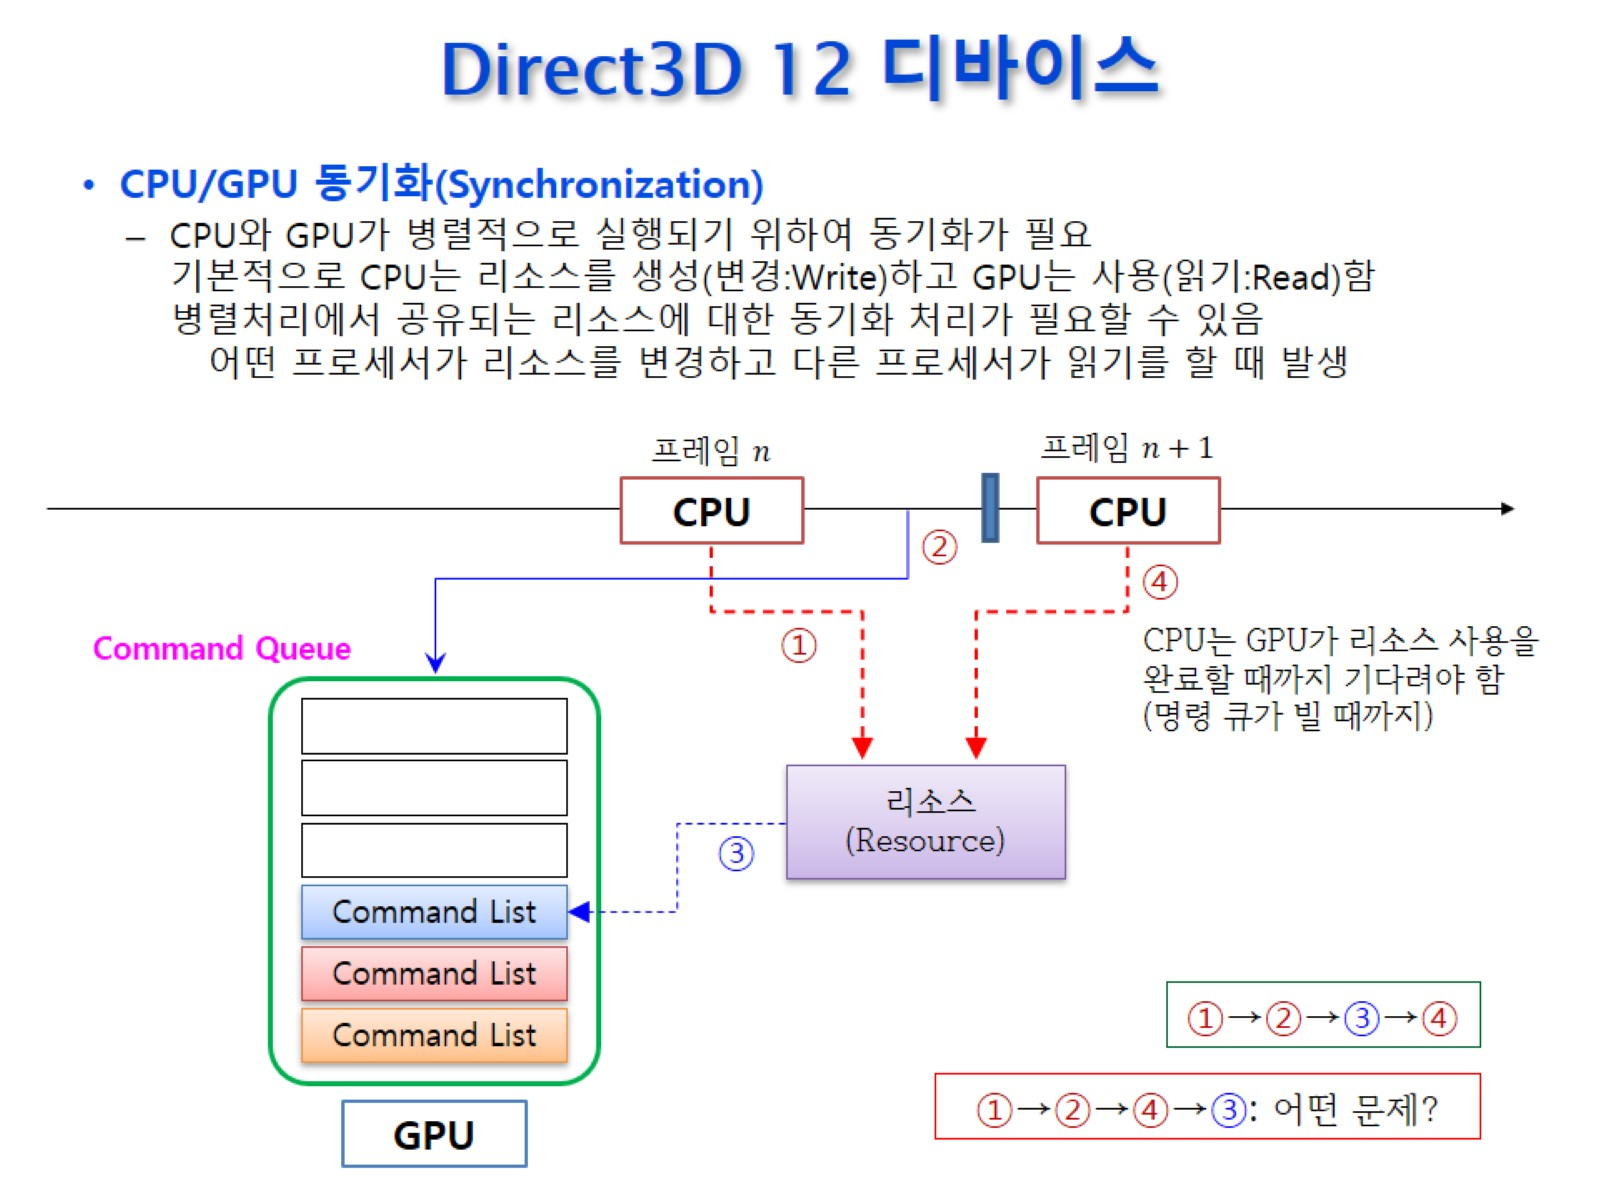 Direct3D 12 디바이스
• CPU/GPU 동기화(Synchronization)
– CPU와 GPU가 병렬적으로 실행되기 위하여 동기화가 필요
기본적으로 CPU는 리소스를 생성(변경:Write)하고 GPU는 사용(읽기:Read)함
병렬처리에서 공유되는 리소스에 대한 동기화 처리가 필요할 수 있음
어떤 프로세서가 리소스를 변경하고 다른 프로세서가 읽기를 할 때 발생
프레임 n
프레임 n + 1
CPU
CPU
②
④
①
CPU는 GPU가 리소스 사용을
완료할 때까지 기다려야 함
(명령 큐가 빌 때까지)
Command Queue
리소스
(Resource)
③
Command List
Command List
Command List
GPU
①→②→③→④
①→②→④→③: 어떤 문제?